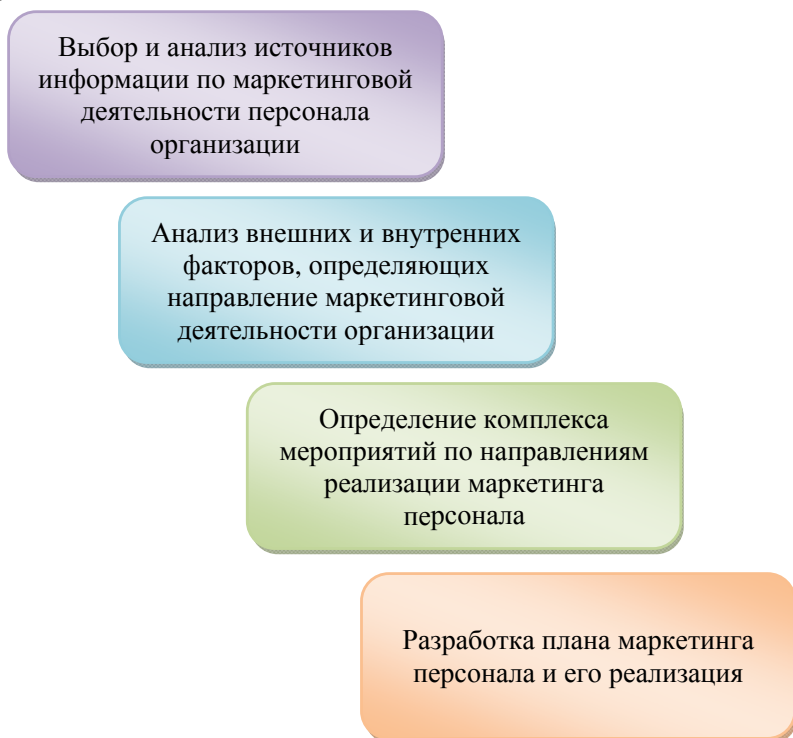 Выбор и анализ источников
информации по маркетинговой
деятельности персонала
организации
Анализ внешних и внутренних
факторов, определяющих
направление маркетинговой
деятельности организации
Определение комплекса
мероприятий по направлениям
реализации маркетинга
персонала
Разработка плана маркетинга
персонала и его реализация